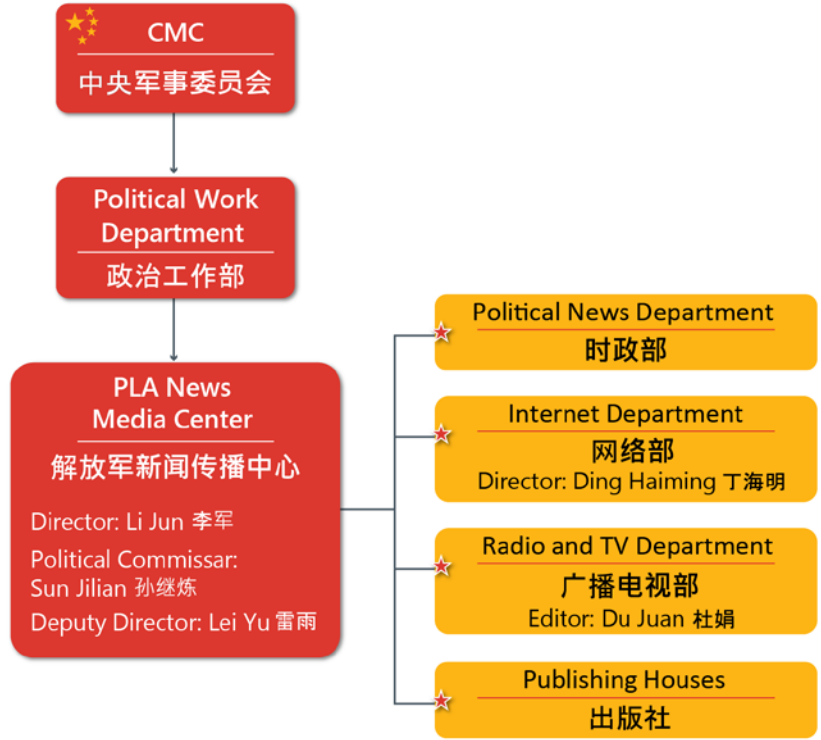 CMC
中央军事委员会
Political Work
Department
政治工作部
PLA News
Media Center
解放军新闻传播中心
Director: Li Jun 李军
Political Commissar:
Sun Jilian 孙继炼
Deputy Director: Lei Yu 雷雨
Political News Department
时政部
Internet Department
网络部
Director: Ding Haiming 丁海明
Radio and TV Department
广播电视部
Editor: Du Juan 杜娟
Publishing Houses
出版社